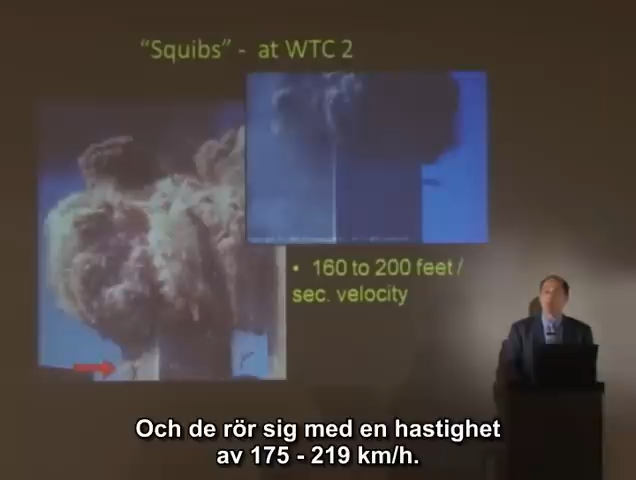 “Squibs” - at WTC 2
• 160 to 200 feet /
sec. velocity
Och de rör sig med en hastighet
av 175 - 219 km/h.